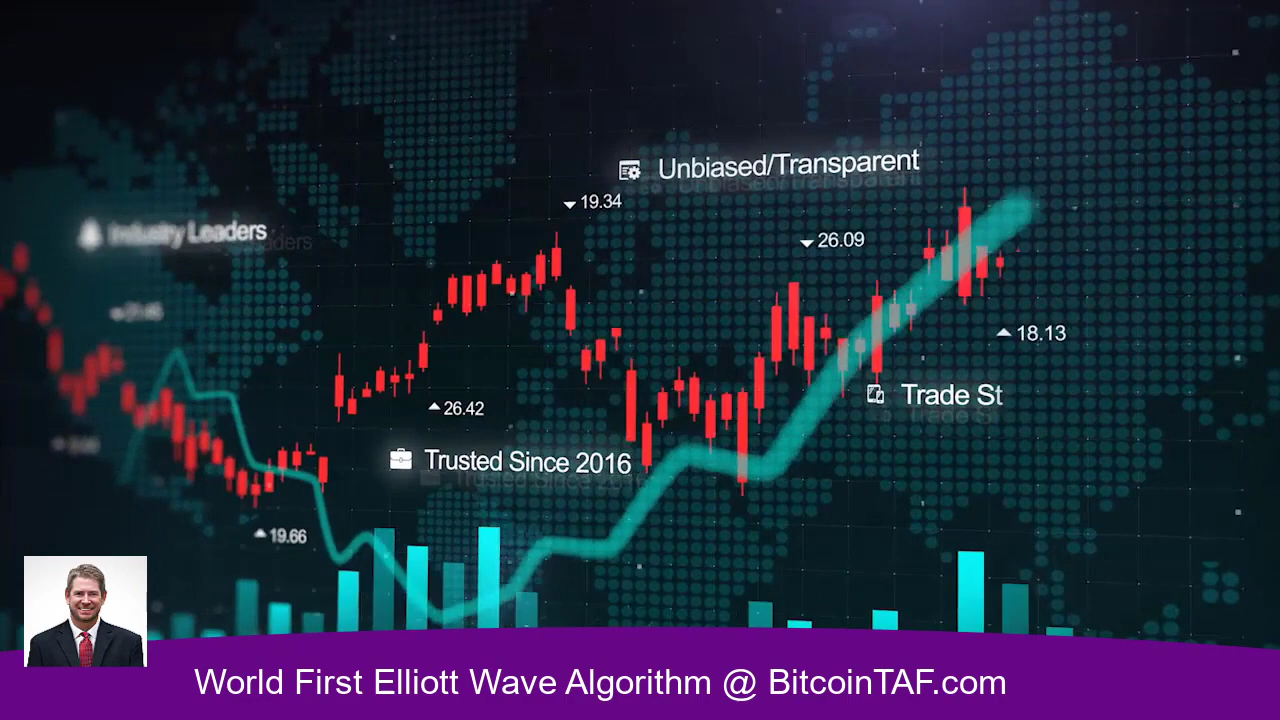 Unbiased/Transparent
19.34
Industry Leaders
26.09
18.13
Trade St
26.42
Trusted Since 2016
19.66
World First Elliott Wave Algorithm @ BitcoinTAF.com